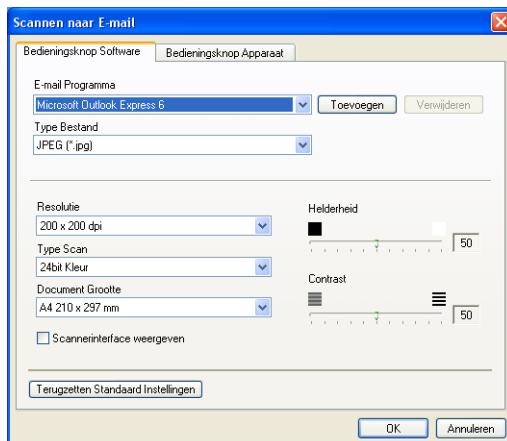 Scannen naar E-mail
Bedieningsknop Software
Bedieningsknop Apparaat
E-mail Programma
Microsoft Outlook Express 6
Toevoegen
Verwijderen
Type Bestand
JPEG (*.jpg)
Resolutie
200 x 200 dpi
Type Scan
24bit Kleur
Document Grootte
A4 210 x 297 mm
Scannerinterface weergeven
Helderheid
50
Contrast
50
Terugzetten Standaard Instellingen
OK
Annuleren